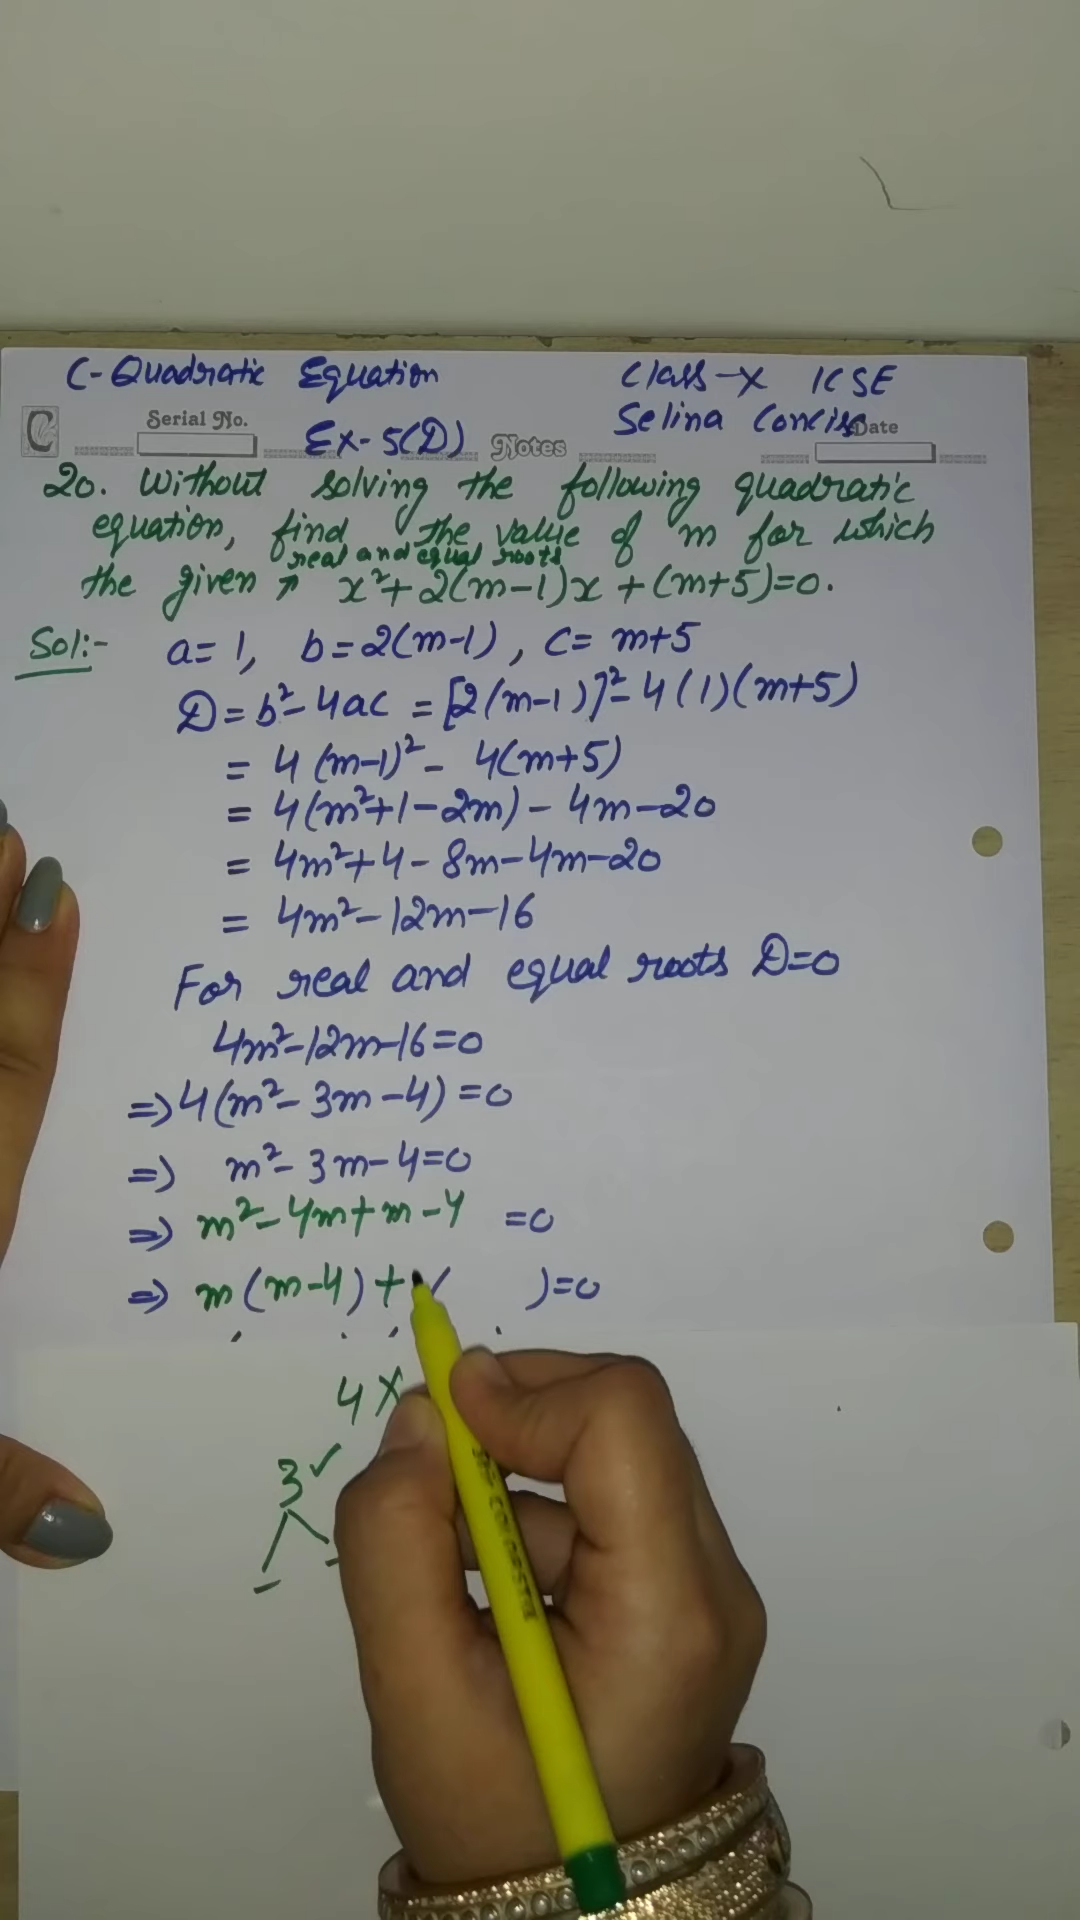 C-Quadratic Equation Class-X ICSE
Serial No. Ex-5(D) Notes Selina Concise Date
20. Without solving the following quadratic
equation, find the value of m for which
real and equal roots
the given ↗ x²+2(m-1)x+(m+5)=0.
Sol:- a=1, b=2(m-1), c= m+5
D=b²-4ac = [2(m-1)]²-4(1)(m+5)
= 4(m-1)²- 4(m+5)
= 4(m²+1-2m)-4m-20
= 4m²+4-8m-4m-20
= 4m²-12m-16
For real and equal roots D=0
4m²-12m-16=0
=> 4(m²-3m-4)=0
=> m²-3m-4=0
=> m²-4m+m-4 =0
=> m(m-4)+ ( )=0
4 X
3 ✓